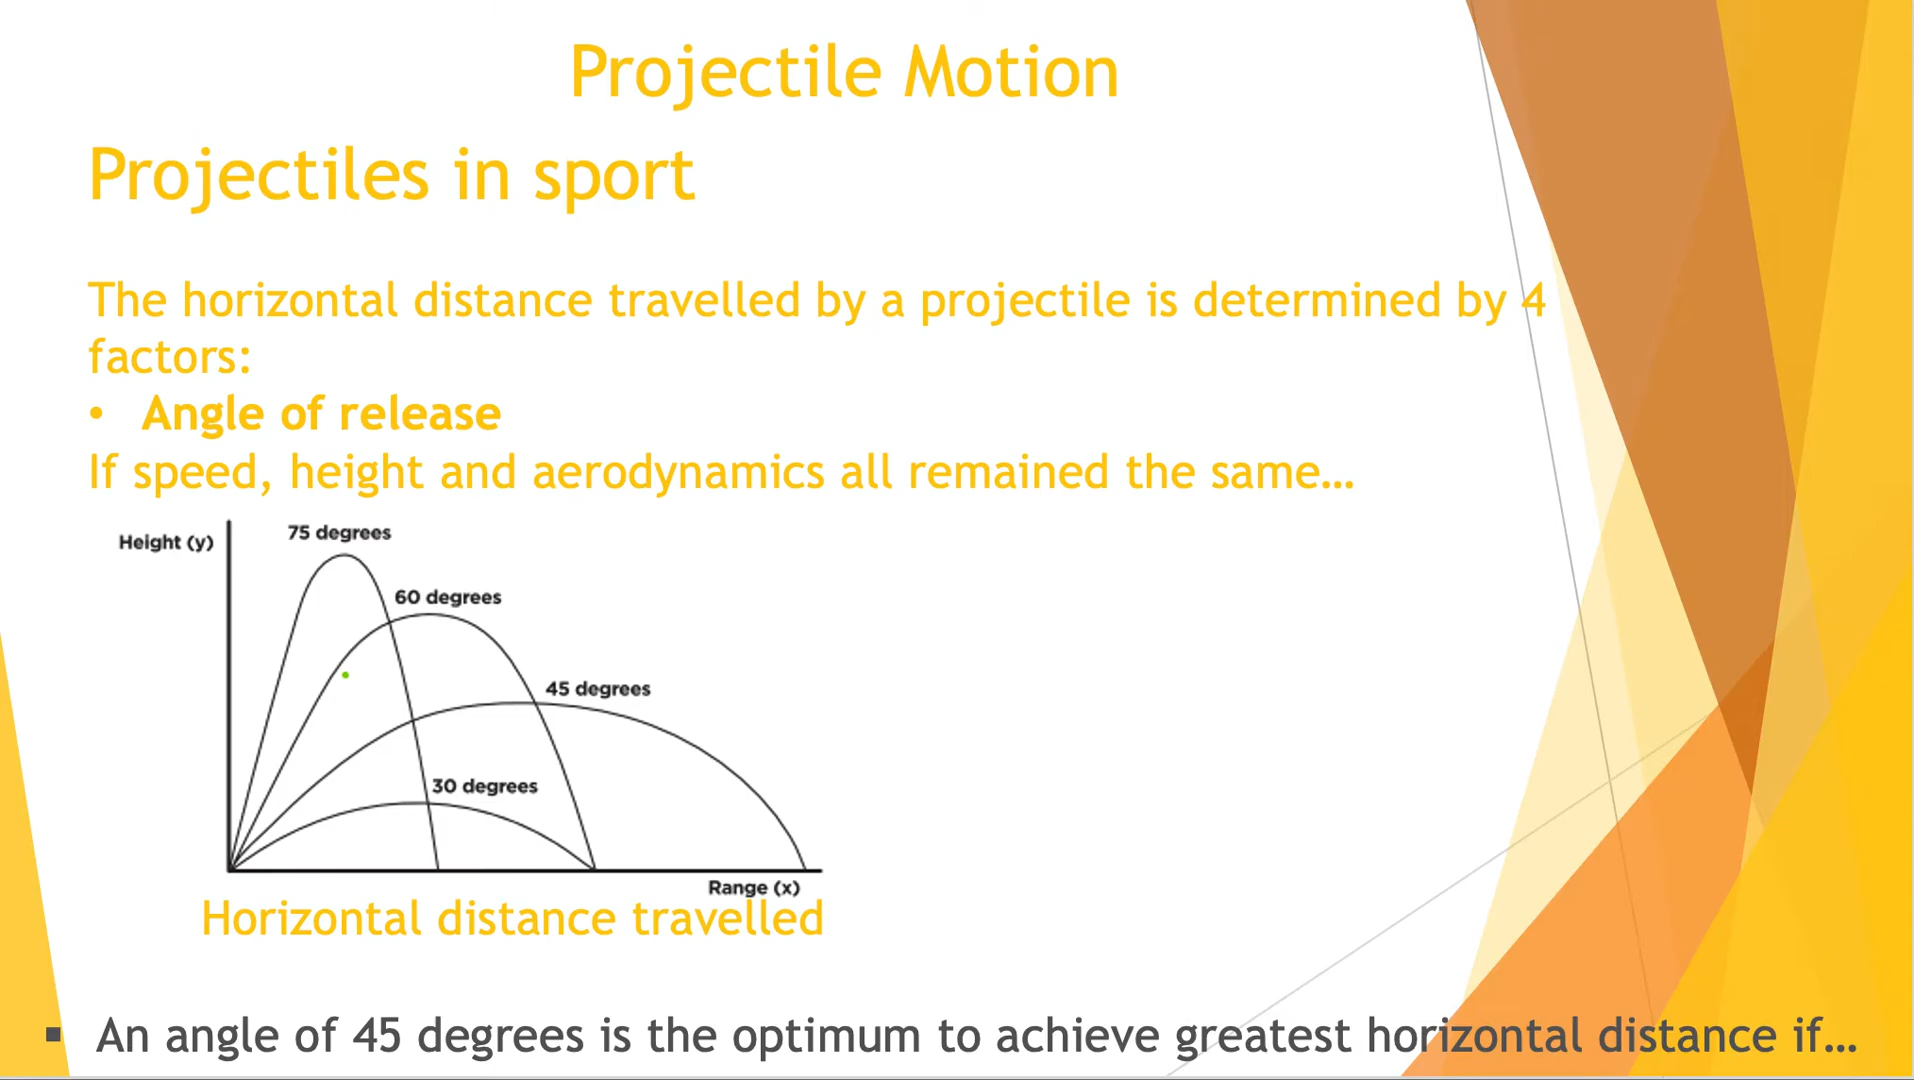 Projectile Motion
Projectiles in sport
The horizontal distance travelled by a projectile is determined by 4
factors:
• Angle of release
If speed, height and aerodynamics all remained the same…
Height (y)
75 degrees
60 degrees
45 degrees
30 degrees
Range (x)
Horizontal distance travelled
▪ An angle of 45 degrees is the optimum to achieve greatest horizontal distance if…